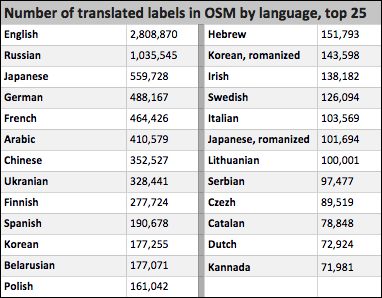 Number of translated labels in OSM by language, top 25
English 2,808,870
Russian 1,035,545
Japanese 559,728
German 488,167
French 464,426
Arabic 410,579
Chinese 352,527
Ukranian 328,441
Finnish 277,724
Spanish 190,678
Korean 177,255
Belarusian 177,071
Polish 161,042
Hebrew 151,793
Korean, romanized 143,598
Irish 138,182
Swedish 126,094
Italian 103,569
Japanese, romanized 101,694
Lithuanian 100,001
Serbian 97,477
Czezh 89,519
Catalan 78,848
Dutch 72,924
Kannada 71,981